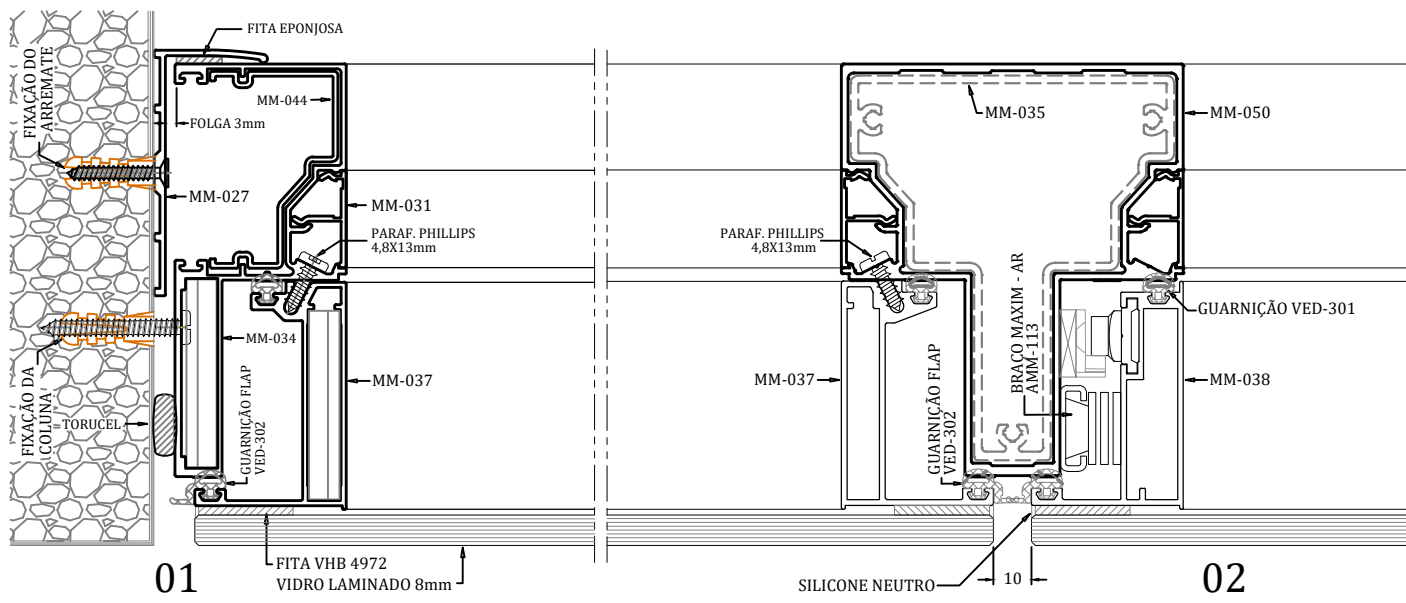 FITA EPONJOSA
FIXAÇÃO DO
ARREMATE
MM-044
FOLGA 3mm
MM-027
MM-031
PARAF. PHILLIPS
4,8X13mm
MM-034
MM-037
FIXAÇÃO DA
COLUNA
TORUCEL
GUARNIÇÃO FLAP
VED-302
FITA VHB 4972
VIDRO LAMINADO 8mm
01
MM-035
MM-050
PARAF. PHILLIPS
4,8X13mm
BRAÇO MAXIM - AR
AMM-113
GUARNIÇÃO VED-301
MM-037
MM-038
GUARNIÇÃO FLAP
VED-302
SILICONE NEUTRO
10
02